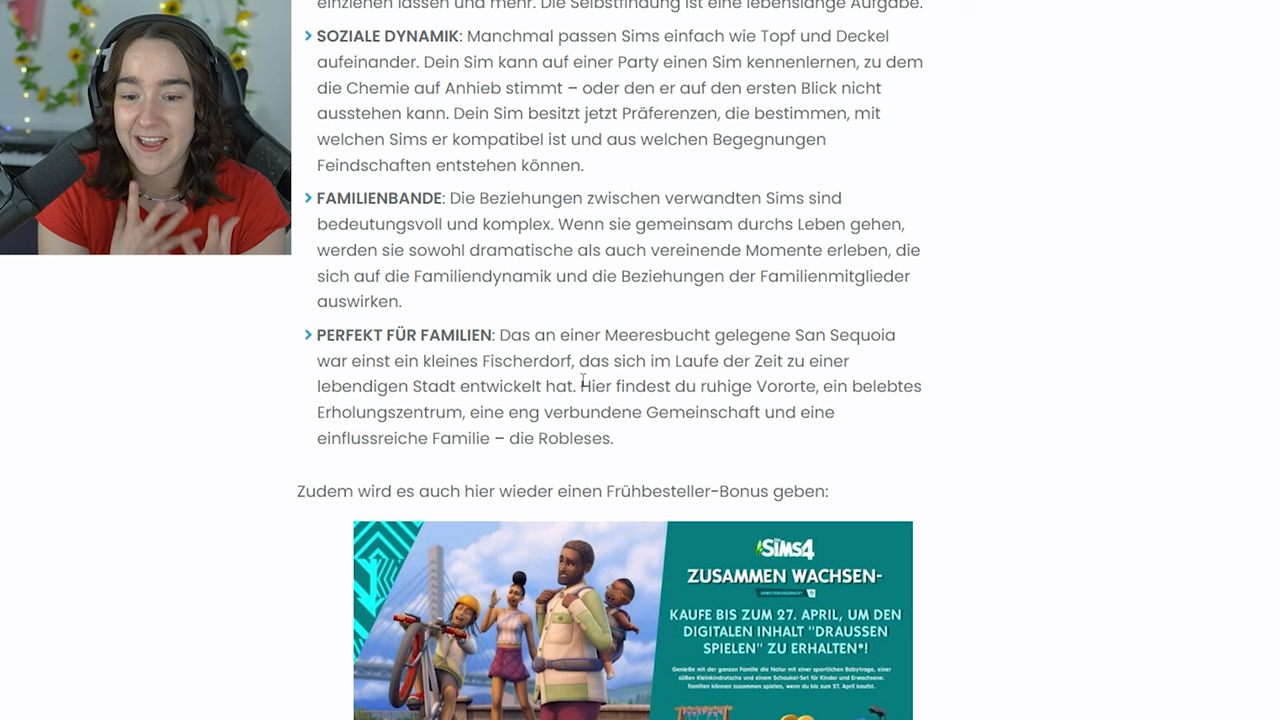 einziehen lassen und mehr. Die Selbstfindung ist eine lebenslange Aufgabe.
SOZIALE DYNAMIK: Manchmal passen Sims einfach wie Topf und Deckel
aufeinander. Dein Sim kann auf einer Party einen Sim kennenlernen, zu dem
die Chemie auf Anhieb stimmt – oder den er auf den ersten Blick nicht
ausstehen kann. Dein Sim besitzt jetzt Präferenzen, die bestimmen, mit
welchen Sims er kompatibel ist und aus welchen Begegnungen
Feindschaften entstehen können.
FAMILIENBANDE: Die Beziehungen zwischen verwandten Sims sind
bedeutungsvoll und komplex. Wenn sie gemeinsam durchs Leben gehen,
werden sie sowohl dramatische als auch vereinende Momente erleben, die
sich auf die Familiendynamik und die Beziehungen der Familienmitglieder
auswirken.
PERFEKT FÜR FAMILIEN: Das an einer Meeresbucht gelegene San Sequoia
war einst ein kleines Fischerdorf, das sich im Laufe der Zeit zu einer
lebendigen Stadt entwickelt hat. Hier findest du ruhige Vororte, ein belebtes
Erholungszentrum, eine eng verbundene Gemeinschaft und eine
einflussreiche Familie – die Robleses.
Zudem wird es auch hier wieder einen Frühbesteller-Bonus geben:
Die SiMS4
ZUSAMMEN WACHSEN-
ERWEITERUNGSPACK
KAUFE BIS ZUM 27. APRIL, UM DEN
DIGITALEN INHALT "DRAUSSEN
SPIELEN" ZU ERHALTEN*!
Genieße mit der ganzen Familie die Natur mit einer sportlichen Babytrage, einer
süßen Kleinkindrutsche und einem Schaukel-Set für Kinder und Erwachsene.
Familien können zusammen spielen, wenn du bis zum 27. April kaufst.